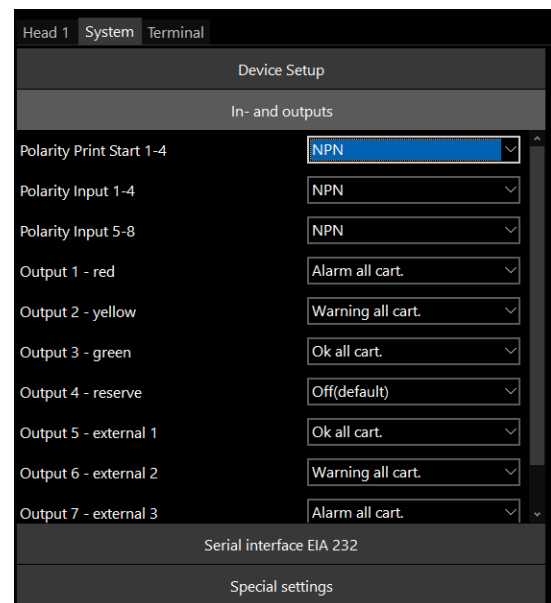 Head 1 System Terminal
Device Setup
In- and outputs
Polarity Print Start 1-4 NPN
Polarity Input 1-4 NPN
Polarity Input 5-8 NPN
Output 1 - red Alarm all cart.
Output 2 - yellow Warning all cart.
Output 3 - green Ok all cart.
Output 4 - reserve Off(default)
Output 5 - external 1 Ok all cart.
Output 6 - external 2 Warning all cart.
Output 7 - external 3 Alarm all cart.
Serial interface EIA 232
Special settings